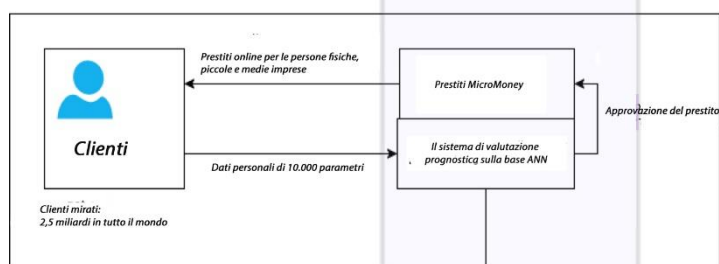 Prestiti online per le persone fisiche,
piccole e medie imprese
Prestiti MicroMoney
Approvazione del prestito
Clienti
Il sistema di valutazione
prognostica sulla base ANN
Dati personali di 10.000 parametri
Clienti mirati:
2,5 miliardi in tutto il mondo